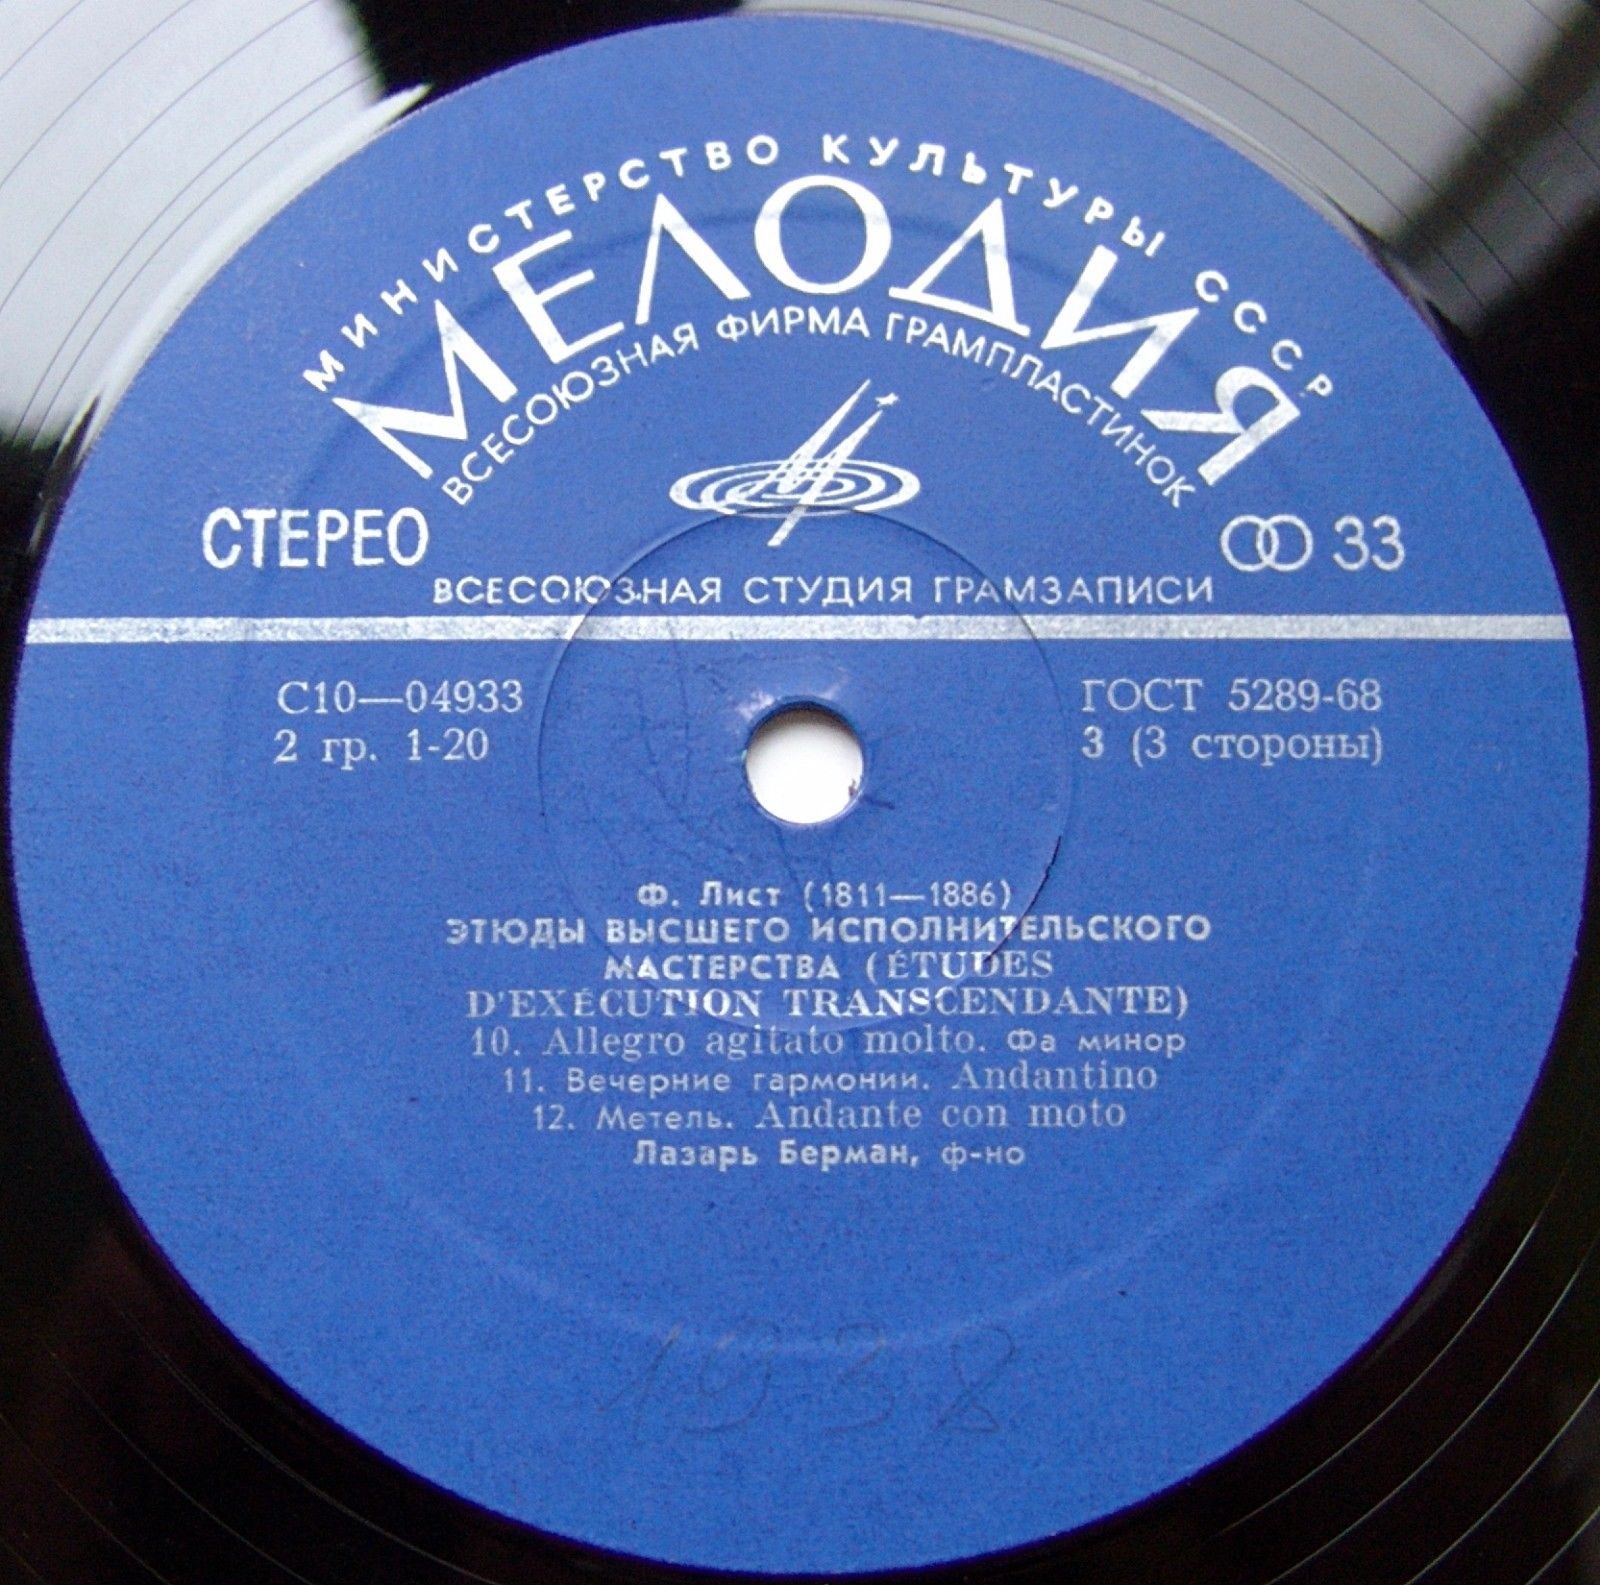 МИНИСТЕРСТВО КУЛЬТУРЫ СССР
МЕЛОДИЯ
ВСЕСОЮЗНАЯ ФИРМА ГРАМПЛАСТИНОК
СТЕРЕО
33
ВСЕСОЮЗНАЯ СТУДИЯ ГРАМЗАПИСИ
С10—04933
ГОСТ 5289-68
2 гр. 1-20
3 (3 стороны)
Ф. Лист (1811—1886)
ЭТЮДЫ ВЫСШЕГО ИСПОЛНИТЕЛЬСКОГО
МАСТЕРСТВА (ÉTUDES
D'EXÉCUTION TRANSCENDANTE)
10. Allegro agitato molto. Фа минор
11. Вечерние гармонии. Andantino
12. Метель. Andante con moto
Лазарь Берман, ф-но
1938